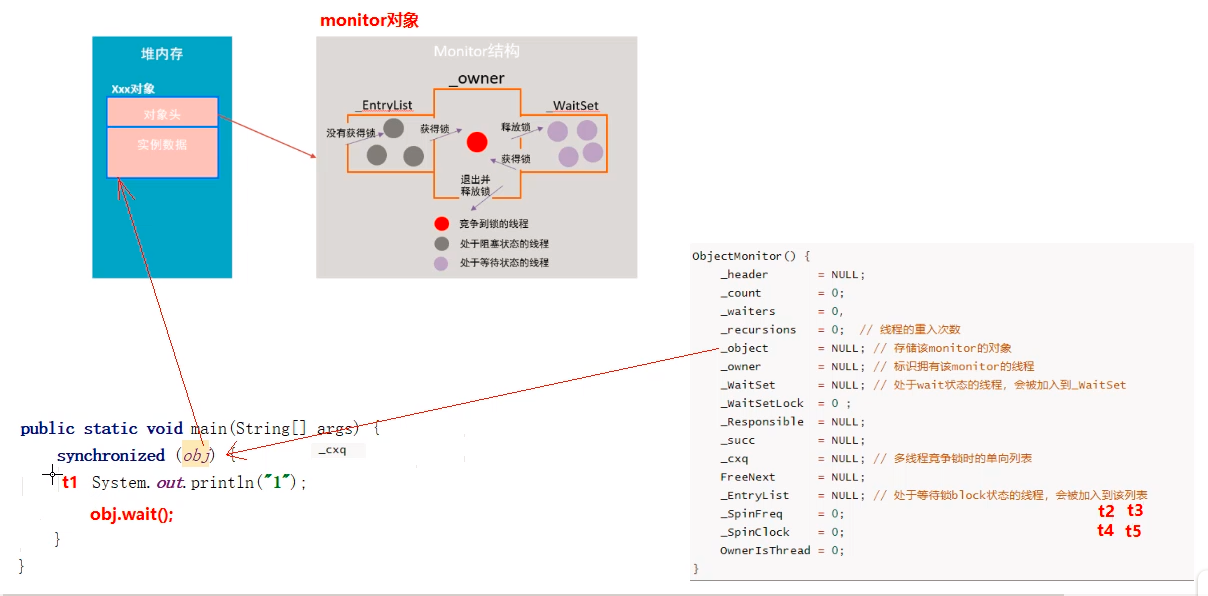 monitor对象
堆内存
Xxx对象
对象头
实例数据
Monitor结构
_owner
_EntryList
_WaitSet
没有获得锁
获得锁
释放锁
获得锁
退出并
释放锁
竞争到锁的线程
处于阻塞状态的线程
处于等待状态的线程
ObjectMonitor() {
_header = NULL;
_count = 0;
_waiters = 0,
_recursions = 0; // 线程的重入次数
_object = NULL; // 存储该monitor的对象
_owner = NULL; // 标识拥有该monitor的线程
_WaitSet = NULL; // 处于wait状态的线程，会被加入到_WaitSet
_WaitSetLock = 0 ;
_Responsible = NULL;
_succ = NULL;
_cxq = NULL; // 多线程竞争锁时的单向列表
FreeNext = NULL;
_EntryList = NULL; // 处于等待锁block状态的线程，会被加入到该列表
_SpinFreq = 0;
_SpinClock = 0;
OwnerIsThread = 0;
}
t2 t3
t4 t5
public static void main(String[] args) {
synchronized (obj) {
_cxq
t1 System.out.println("1");
obj.wait();
}
}